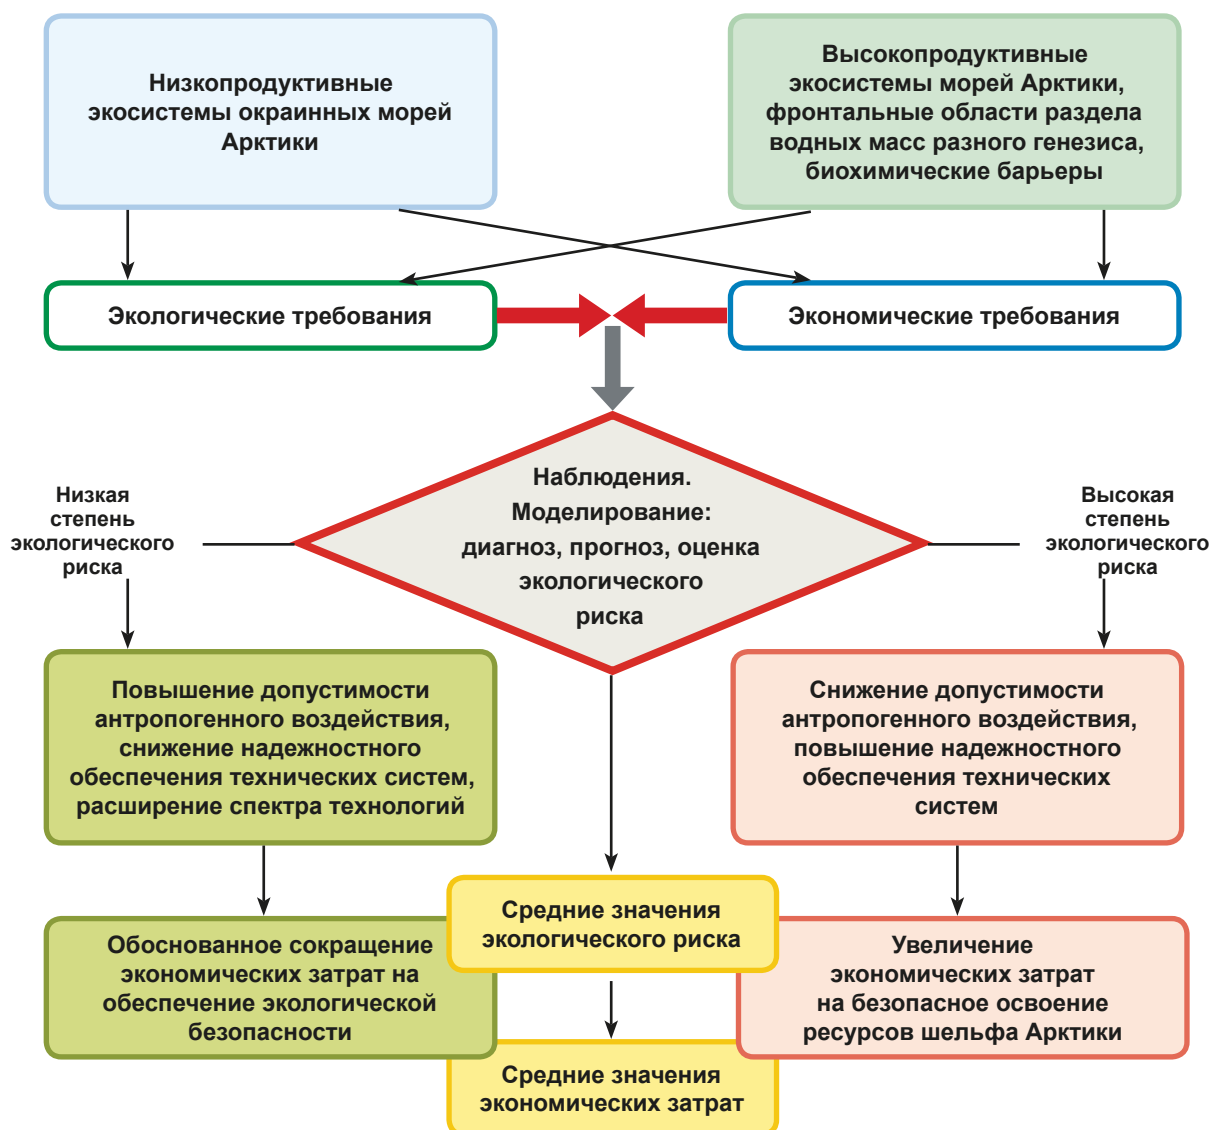 Низкопродуктивные
экосистемы окраинных морей
Арктики
Высокопродуктивные
экосистемы морей Арктики,
фронтальные области раздела
водных масс разного генезиса,
биохимические барьеры
Экологические требования
Экономические требования
Наблюдения.
Моделирование:
диагноз, прогноз, оценка
экологического
риска
Низкая
степень
экологического
риска
Высокая
степень
экологического
риска
Повышение допустимости
антропогенного воздействия,
снижение надежностного
обеспечения технических систем,
расширение спектра технологий
Снижение допустимости
антропогенного воздействия,
повышение надежностного
обеспечения технических
систем
Средние значения
экологического риска
Обоснованное сокращение
экономических затрат на
обеспечение экологической
безопасности
Увеличение
экономических затрат
на безопасное освоение
ресурсов шельфа Арктики
Средние значения
экономических затрат